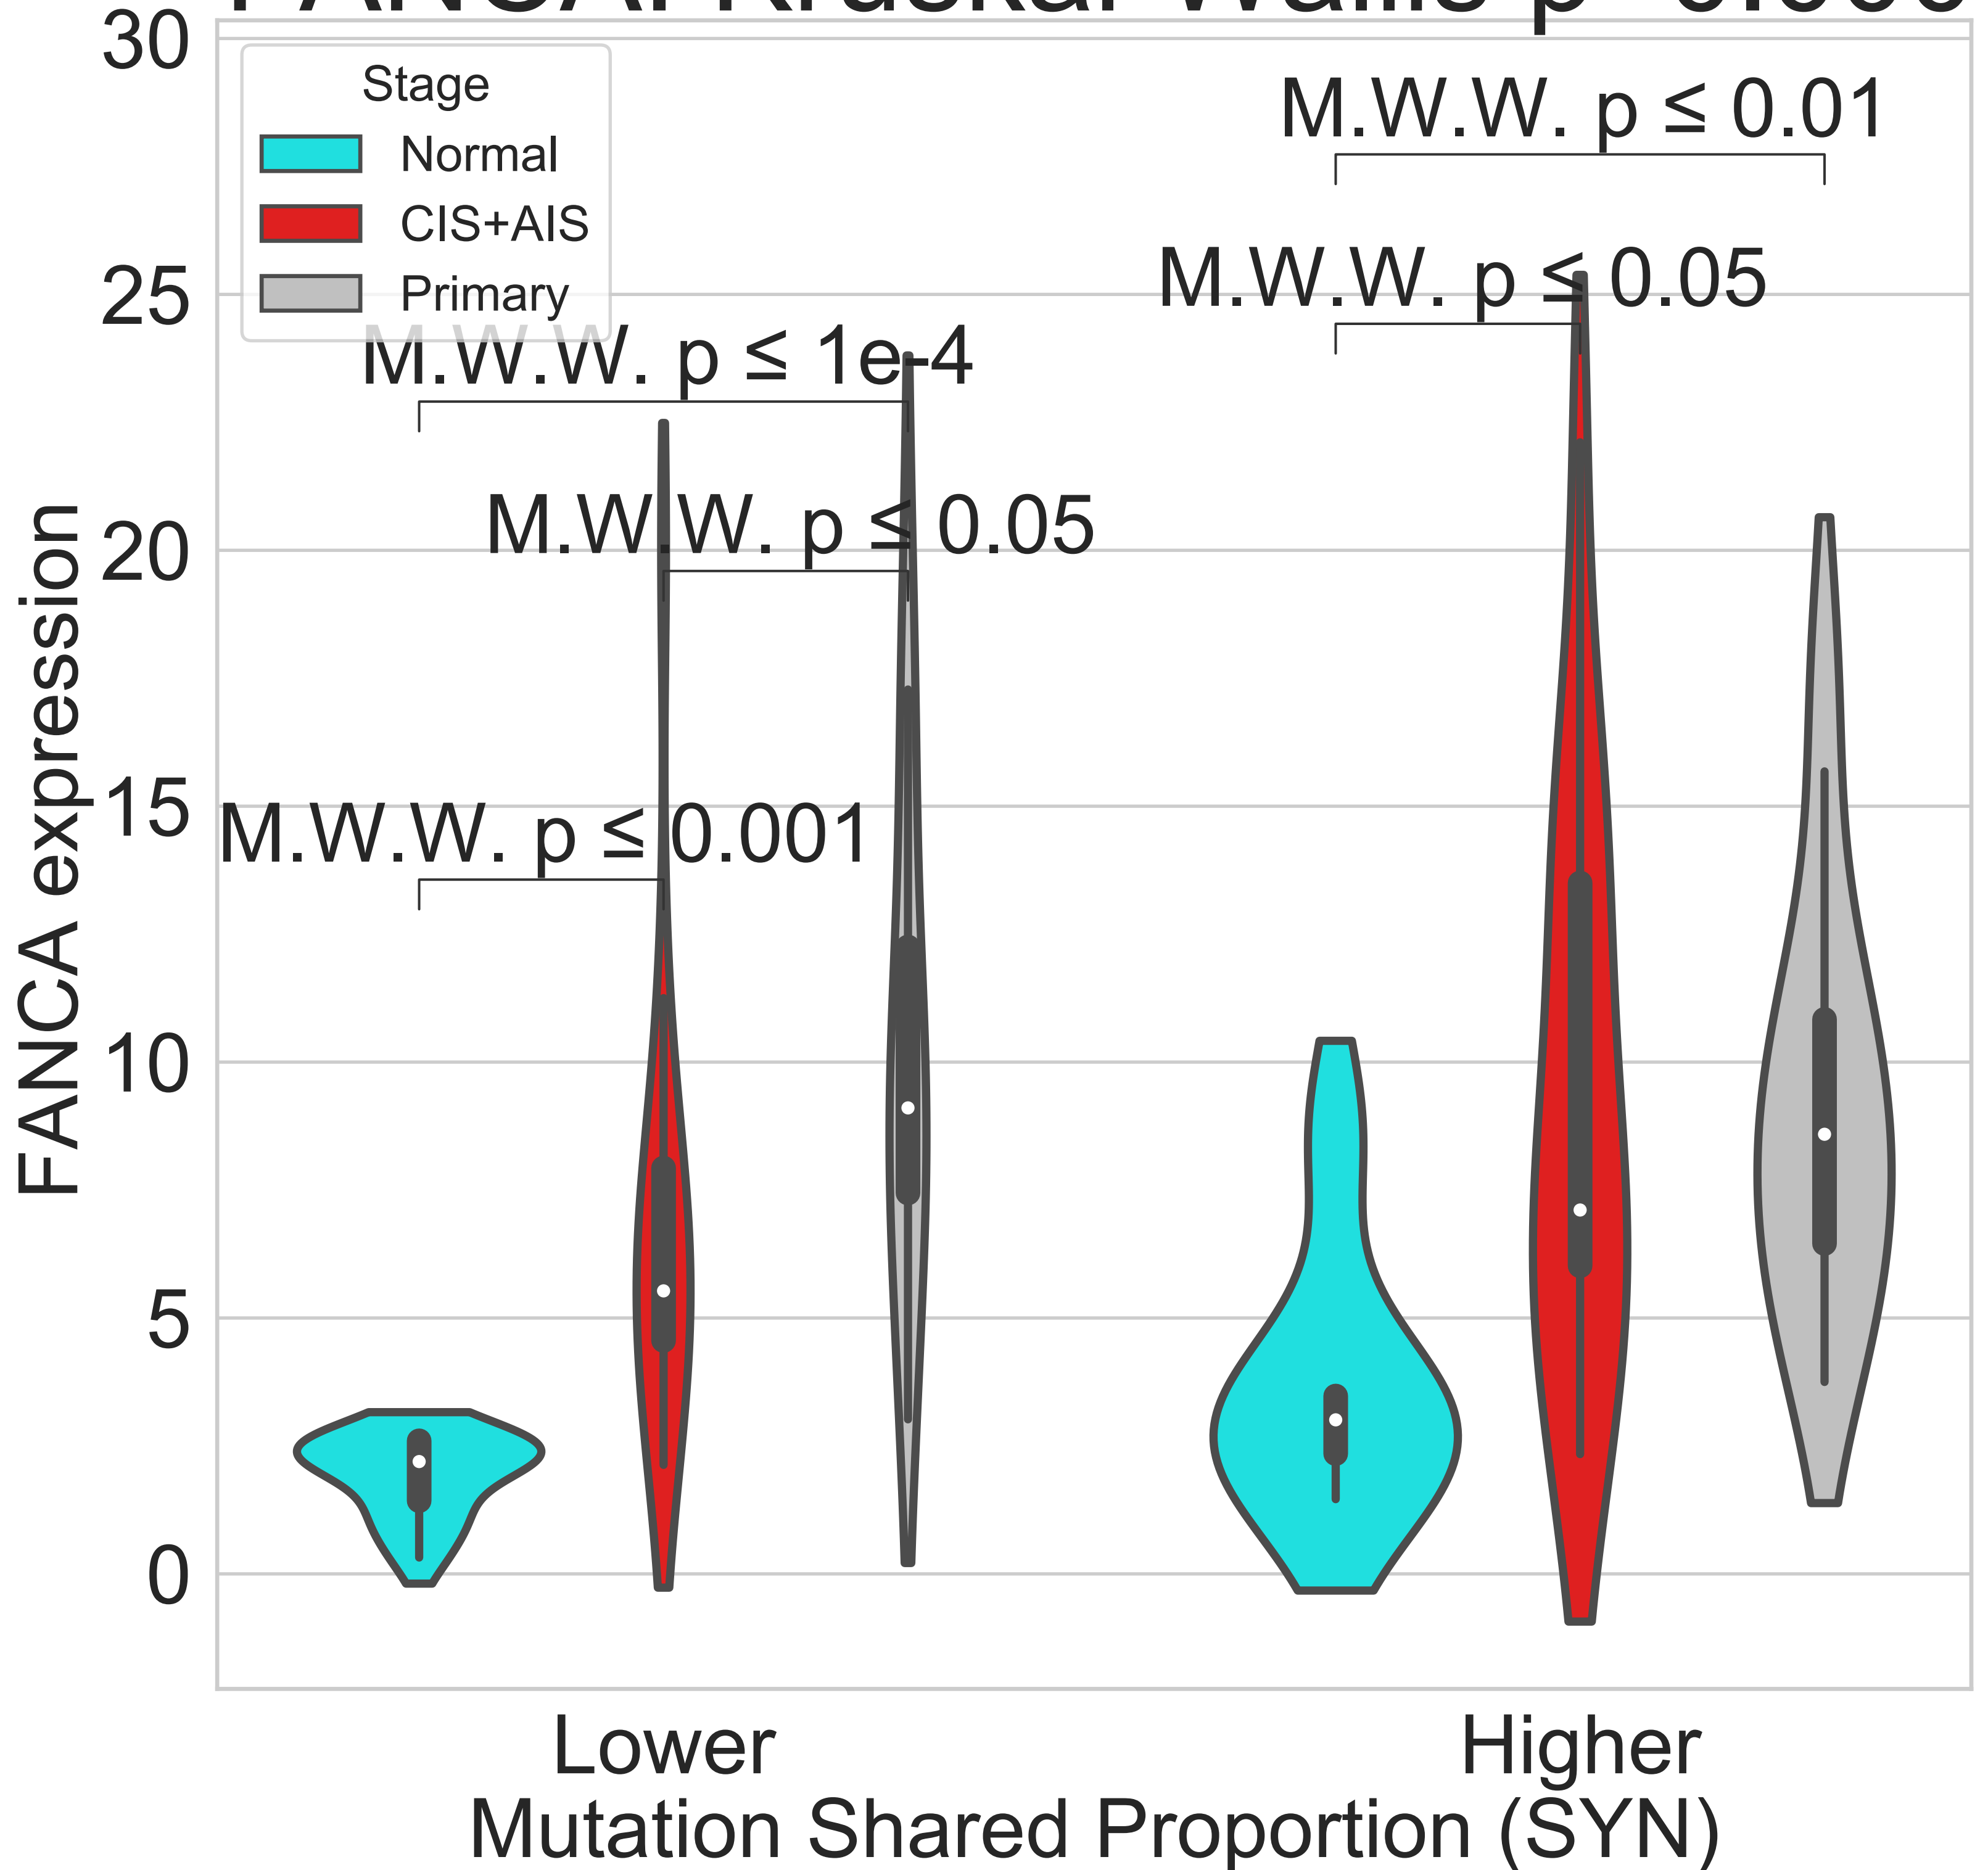 30
M.W.W. p ≤ 0.01
Stage
Normal
CIS+AIS
Primary
25
M.W.W. p ≤ 0.05
M.W.W. p ≤ 1e-4
20
M.W.W. p ≤ 0.05
15
M.W.W. p ≤ 0.001
10
5
0
FANCA expression
Lower
Higher
Mutation Shared Proportion (SYN)